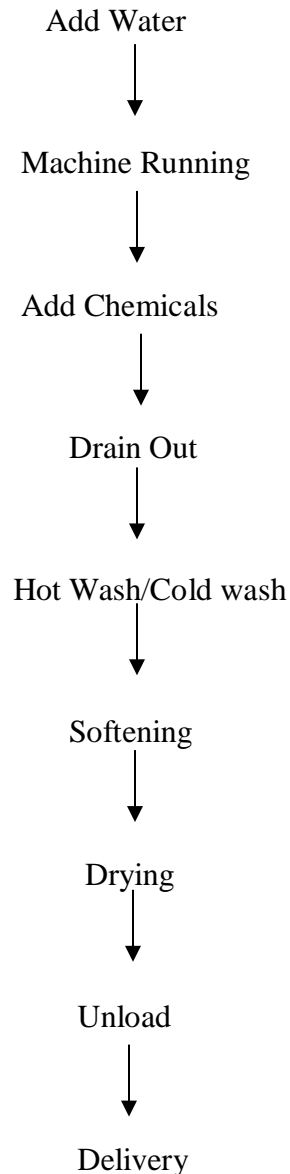 Add Water
Machine Running
Add Chemicals
Drain Out
Hot Wash/Cold wash
Softening
Drying
Unload
Delivery